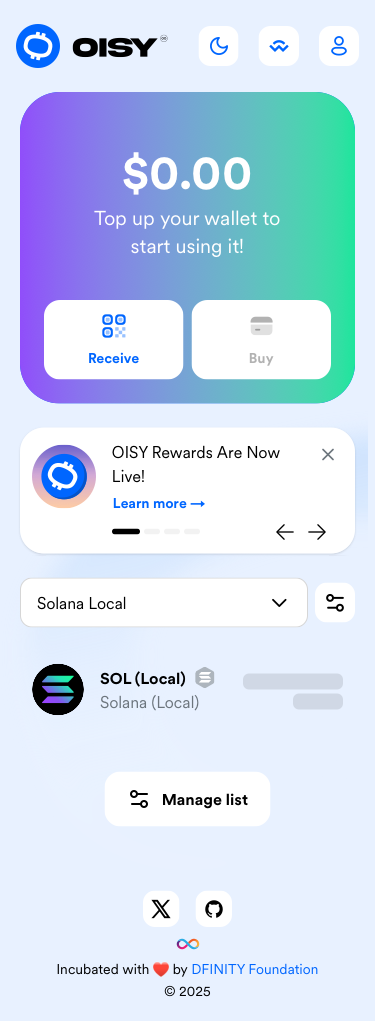 OISY
$0.00
Top up your wallet to
start using it!
Receive
Buy
OISY Rewards Are Now
Live!
Learn more →
Solana Local
SOL (Local)
Solana (Local)
Manage list
Incubated with ❤️ by DFINITY Foundation
© 2025